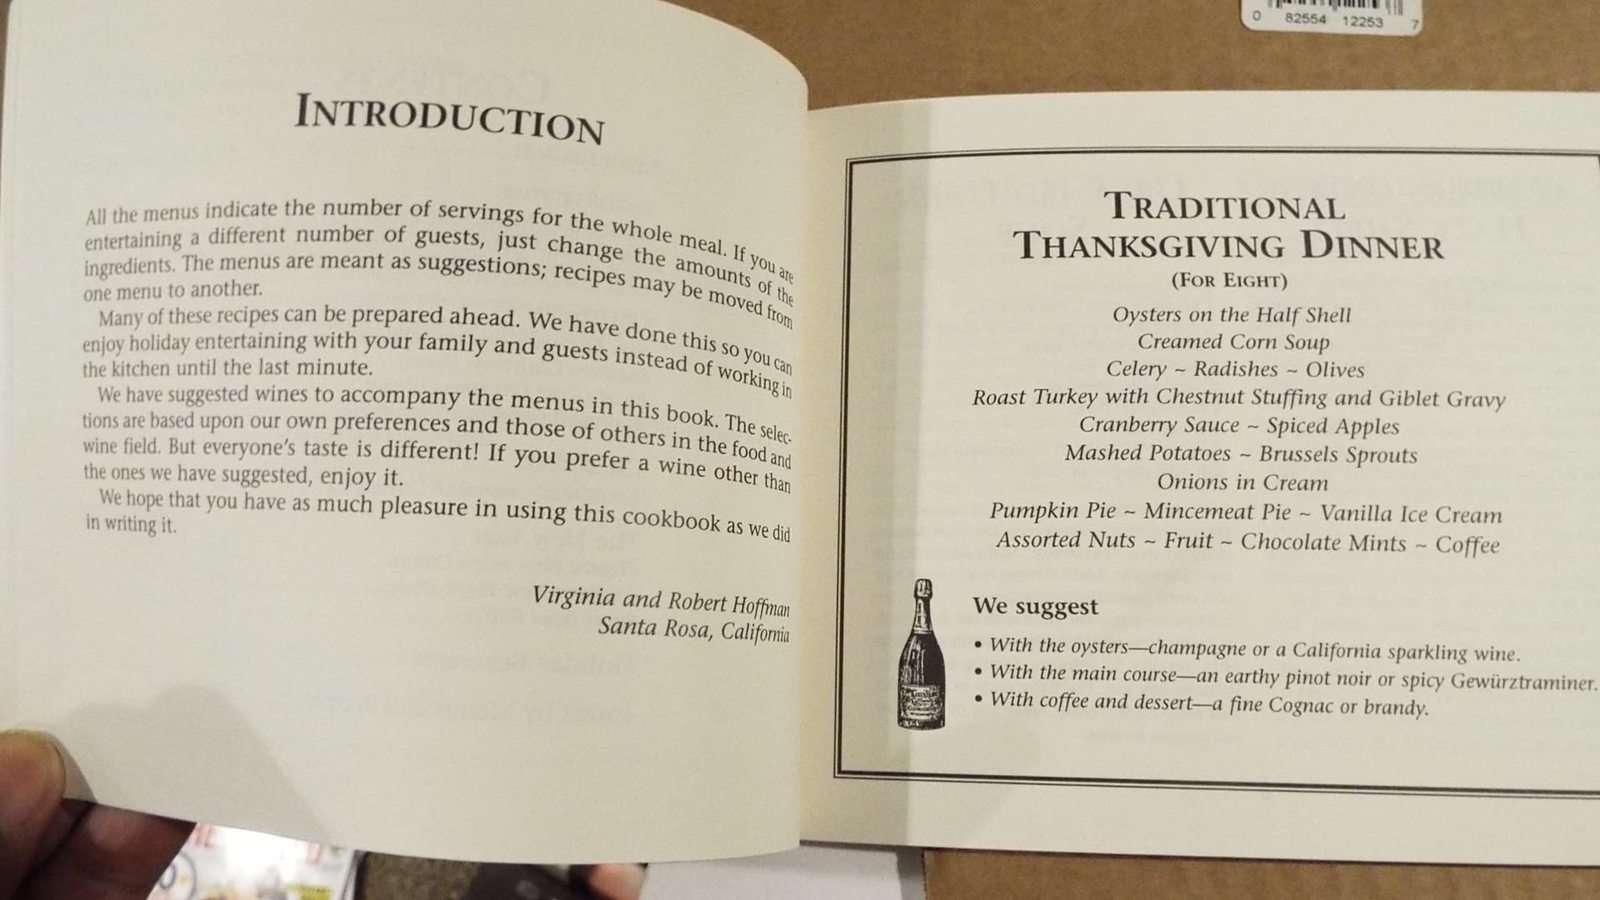 INTRODUCTION
All the menus indicate the number of servings for the whole meal. If you are
entertaining a different number of guests, just change the amounts of the
ingredients. The menus are meant as suggestions; recipes may be moved from
one menu to another.
Many of these recipes can be prepared ahead. We have done this so you can
enjoy holiday entertaining with your family and guests instead of working in
the kitchen until the last minute.
We have suggested wines to accompany the menus in this book. The selec-
tions are based upon our own preferences and those of others in the food and
wine field. But everyone's taste is different! If you prefer a wine other than
the ones we have suggested, enjoy it.
We hope that you have as much pleasure in using this cookbook as we did
in writing it.
Virginia and Robert Hoffman
Santa Rosa, California
0 82554 12253 7
TRADITIONAL
THANKSGIVING DINNER
(FOR EIGHT)
Oysters on the Half Shell
Creamed Corn Soup
Celery ~ Radishes ~ Olives
Roast Turkey with Chestnut Stuffing and Giblet Gravy
Cranberry Sauce ~ Spiced Apples
Mashed Potatoes ~ Brussels Sprouts
Onions in Cream
Pumpkin Pie ~ Mincemeat Pie ~ Vanilla Ice Cream
Assorted Nuts ~ Fruit ~ Chocolate Mints ~ Coffee
We suggest
• With the oysters—champagne or a California sparkling wine.
• With the main course—an earthy pinot noir or spicy Gewürztraminer.
• With coffee and dessert—a fine Cognac or brandy.